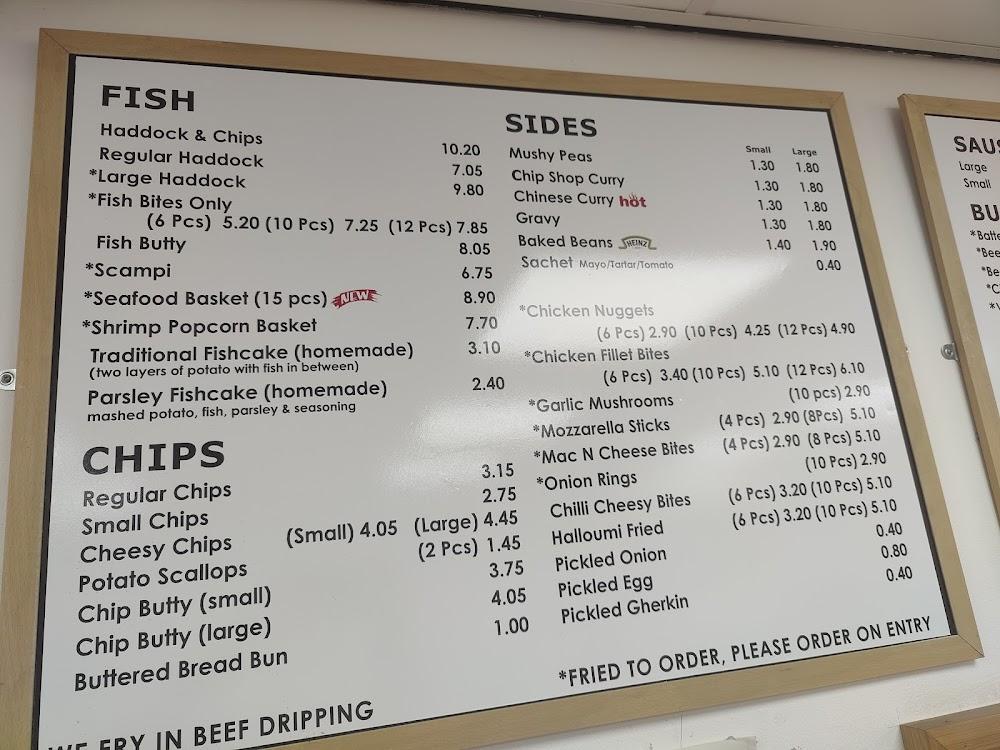 FISH
Haddock & Chips 10.20
Regular Haddock 7.05
*Large Haddock 9.80
*Fish Bites Only
(6 Pcs) 5.20 (10 Pcs) 7.25 (12 Pcs) 7.85
Fish Butty 8.05
*Scampi 6.75
*Seafood Basket (15 pcs) NEW 8.90
*Shrimp Popcorn Basket 7.70
Traditional Fishcake (homemade) 3.10
(two layers of potato with fish in between)
Parsley Fishcake (homemade) 2.40
mashed potato, fish, parsley & seasoning
CHIPS
Regular Chips 3.15
Small Chips 2.75
Cheesy Chips (Small) 4.05 (Large) 4.45
Potato Scallops (2 Pcs) 1.45
Chip Butty (small) 3.75
Chip Butty (large) 4.05
Buttered Bread Bun 1.00
WE FRY IN BEEF DRIPPING
SIDES
Small Large
Mushy Peas 1.30 1.80
Chip Shop Curry 1.30 1.80
Chinese Curry hot 1.30 1.80
Gravy 1.30 1.80
Baked Beans HEINZ 1.40 1.90
Sachet Mayo/Tartar/Tomato 0.40
*Chicken Nuggets
(6 Pcs) 2.90 (10 Pcs) 4.25 (12 Pcs) 4.90
*Chicken Fillet Bites
(6 Pcs) 3.40 (10 Pcs) 5.10 (12 Pcs) 6.10
*Garlic Mushrooms (10 pcs) 2.90
*Mozzarella Sticks (4 Pcs) 2.90 (8Pcs) 5.10
*Mac N Cheese Bites (4 Pcs) 2.90 (8 Pcs) 5.10
*Onion Rings (10 Pcs) 2.90
Chilli Cheesy Bites (6 Pcs) 3.20 (10 Pcs) 5.10
Halloumi Fried (6 Pcs) 3.20 (10 Pcs) 5.10
Pickled Onion 0.40
Pickled Egg 0.80
Pickled Gherkin 0.40
*FRIED TO ORDER, PLEASE ORDER ON ENTRY
SAUS
Large
Small
BU
*Batte
*Bee
*Be
*C